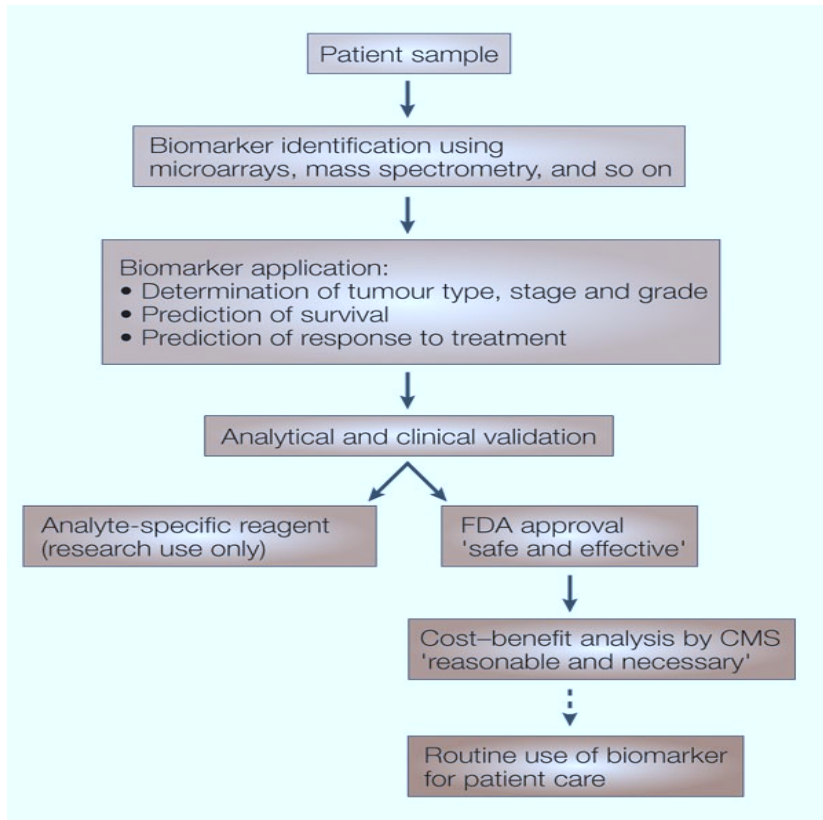 Patient sample
Biomarker identification using
microarrays, mass spectrometry, and so on
Biomarker application:
• Determination of tumour type, stage and grade
• Prediction of survival
• Prediction of response to treatment
Analytical and clinical validation
Analyte-specific reagent
(research use only)
FDA approval
'safe and effective'
Cost–benefit analysis by CMS
'reasonable and necessary'
Routine use of biomarker
for patient care